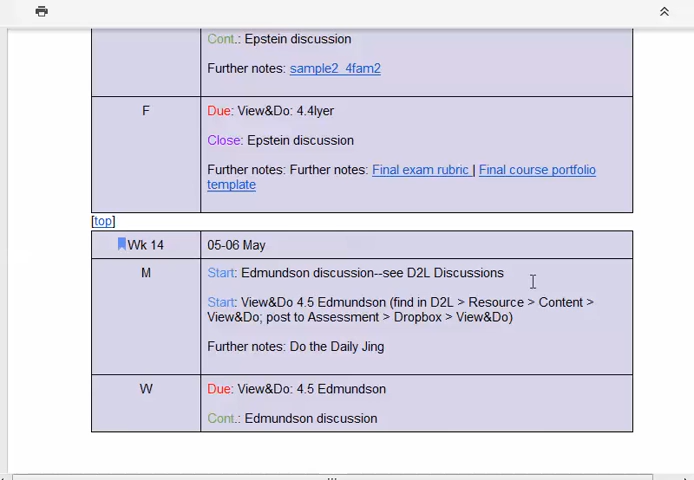 Cont.: Epstein discussion
Further notes: sample2_4fam2
F
Due: View&Do: 4.4Iyer
Close: Epstein discussion
Further notes: Further notes: Final exam rubric | Final course portfolio
template
[top]
Wk 14
05-06 May
M
Start: Edmundson discussion--see D2L Discussions
Start: View&Do 4.5 Edmundson (find in D2L > Resource > Content >
View&Do; post to Assessment > Dropbox > View&Do)
Further notes: Do the Daily Jing
W
Due: View&Do: 4.5 Edmundson
Cont.: Edmundson discussion